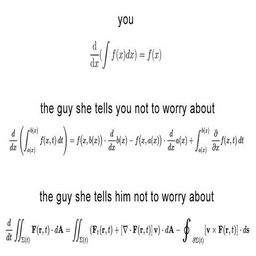 you
d/dx (∫ f(x)dx) = f(x)
the guy she tells you not to worry about
d/dx (∫_{a(x)}^{b(x)} f(x,t) dt) = f(x,b(x)) · d/dx b(x) − f(x,a(x)) · d/dx a(x) + ∫_{a(x)}^{b(x)} ∂/∂x f(x,t) dt
the guy she tells him not to worry about
d/dt ∬_{Σ(t)} F(r,t) · dA = ∬_{Σ(t)} (F_t(r,t) + [∇ · F(r,t)] v) · dA − ∮_{∂Σ(t)} [v × F(r,t)] · ds